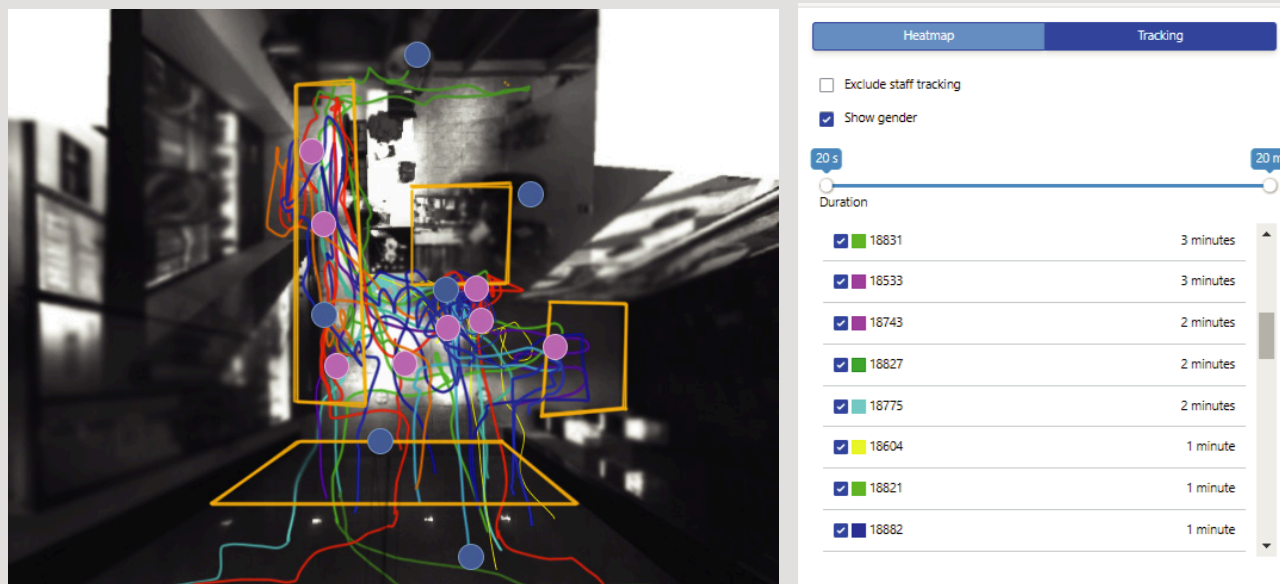 Heatmap Tracking
Exclude staff tracking
Show gender
20 s 20 m
Duration
18831 3 minutes
18533 3 minutes
18743 2 minutes
18827 2 minutes
18775 2 minutes
18604 1 minute
18821 1 minute
18882 1 minute